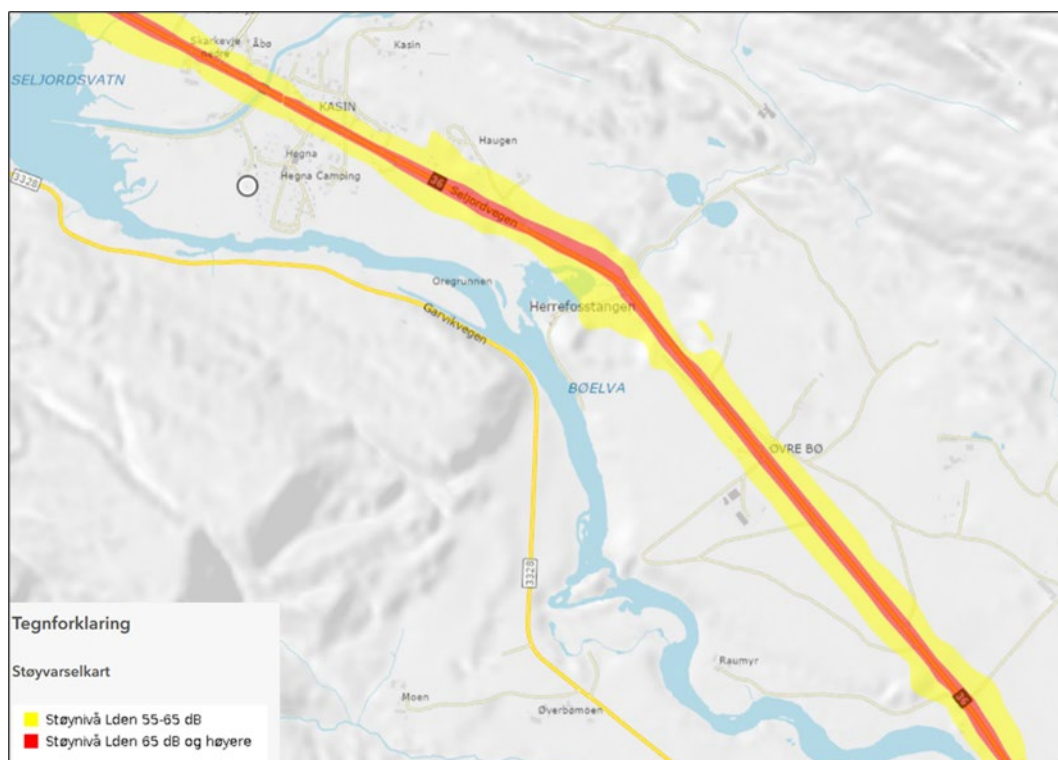 Skarkevje
nedre
Åbø
Kasin
SELJORDSVATN
KASIN
Haugen
Hegna
Hegna Camping
3328
36
Seljordvegen
Oregrunnen
Herrefosstangen
Garvikvegen
BØELVA
ØVRE BØ
3328
Raumyr
36
Moen
Øverbømoen
Tegnforklaring
Støyvarselkart
Støynivå Lden 55-65 dB
Støynivå Lden 65 dB og høyere